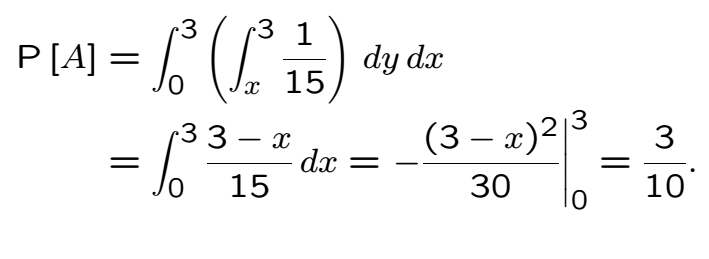 P [A] = ∫₀³ ( ∫ₓ³ 1/15 ) dy dx
= ∫₀³ (3 − x)/15 dx = − (3 − x)²/30 |₀³ = 3/10.